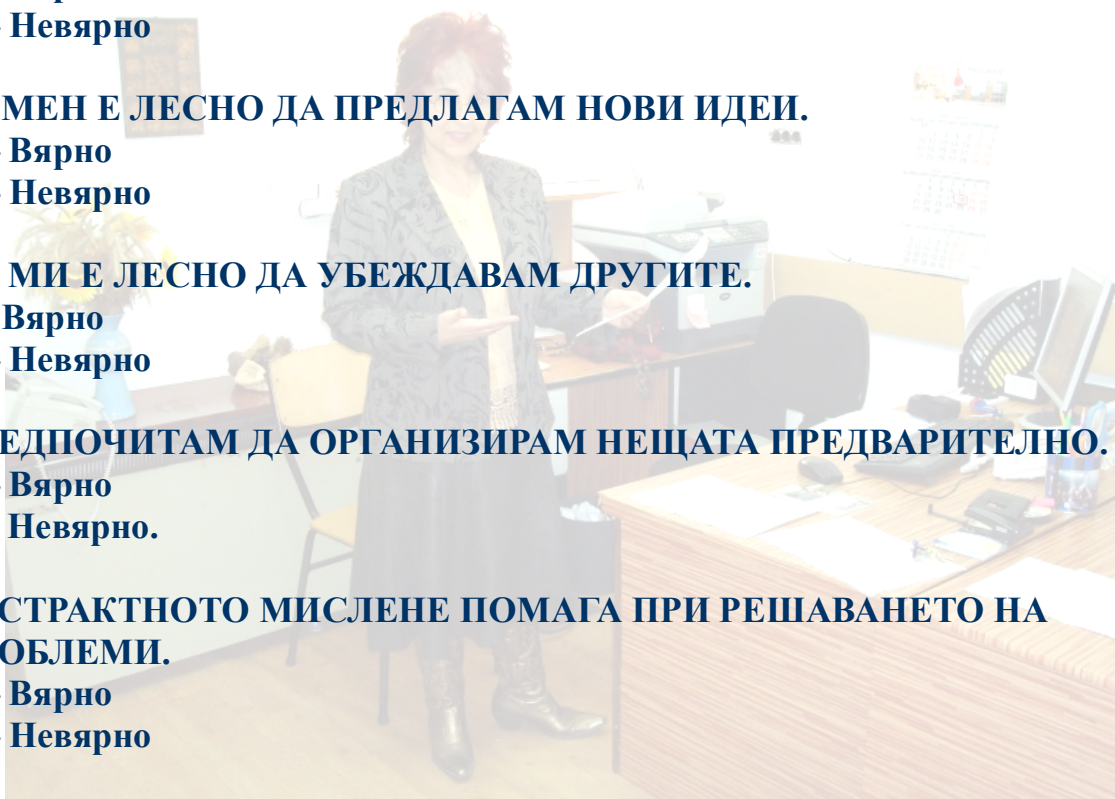 Невярно
МЕН Е ЛЕСНО ДА ПРЕДЛАГАМ НОВИ ИДЕИ.
Вярно
Невярно
МИ Е ЛЕСНО ДА УБЕЖДАВАМ ДРУГИТЕ.
Вярно
Невярно
ЕДПОЧИТАМ ДА ОРГАНИЗИРАМ НЕЩАТА ПРЕДВАРИТЕЛНО.
Вярно
Невярно.
СТРАКТНОТО МИСЛЕНЕ ПОМАГА ПРИ РЕШАВАНЕТО НА
ОБЛЕМИ.
Вярно
Невярно